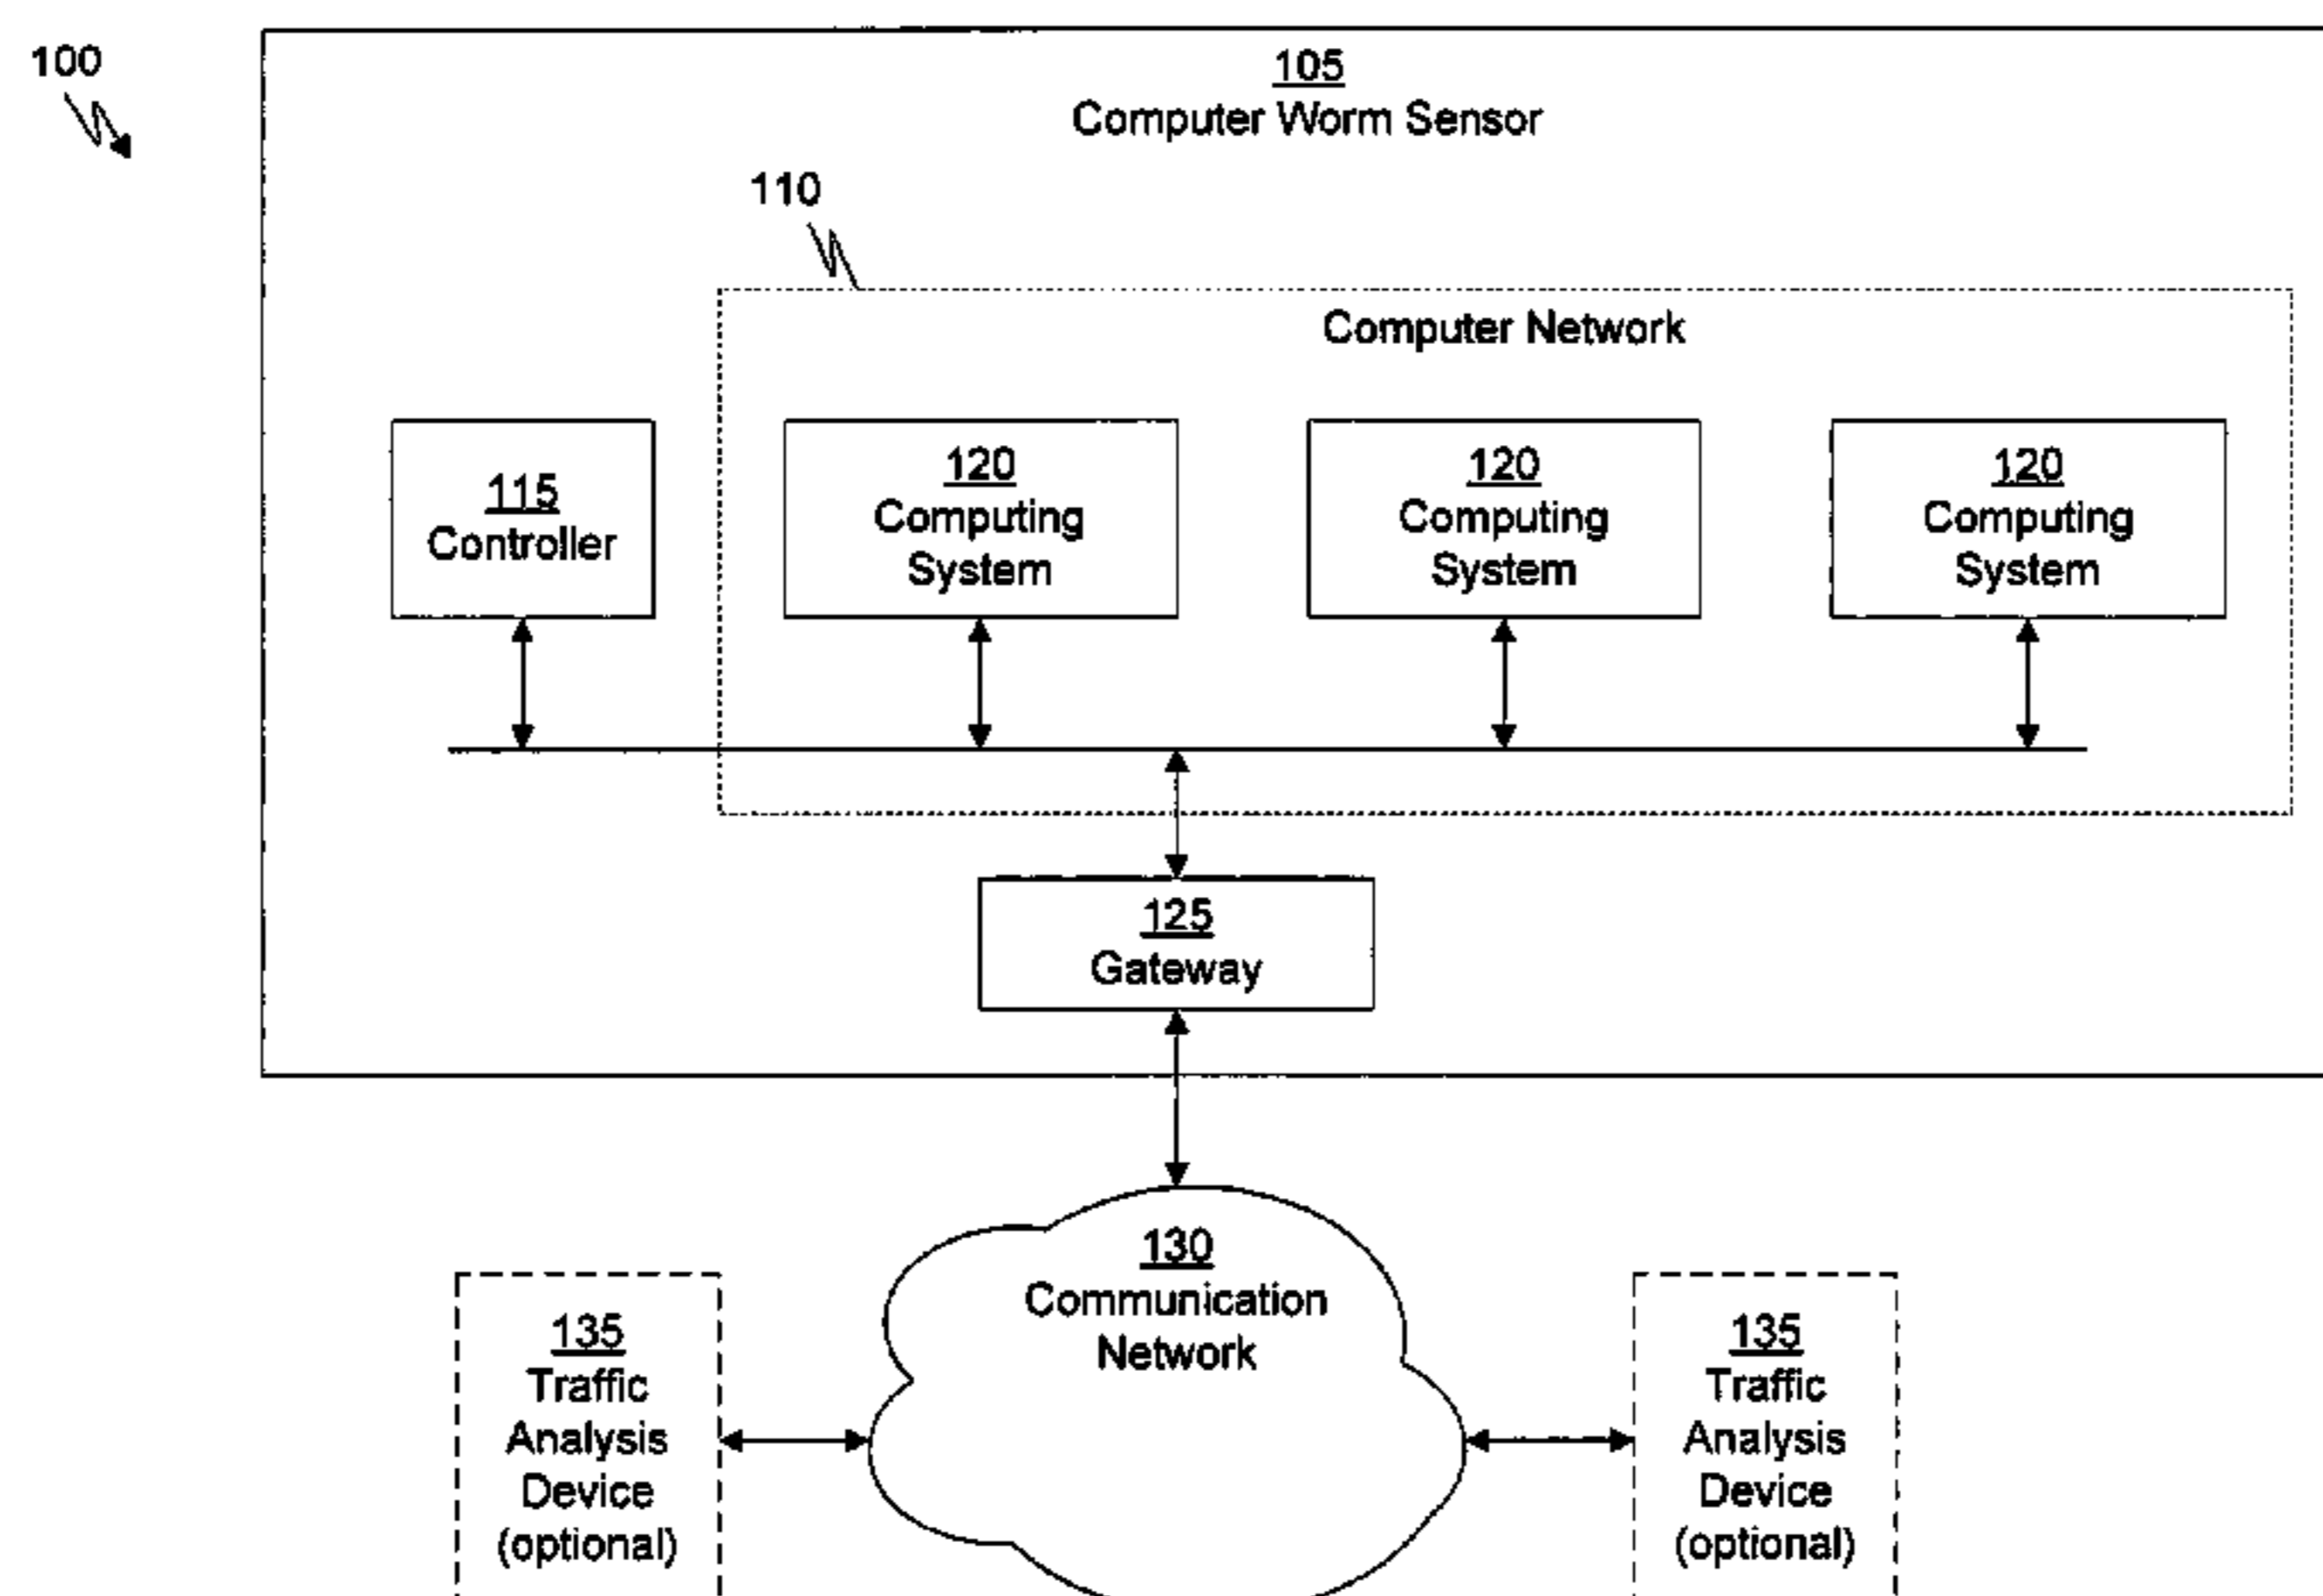 100
105
Computer Worm Sensor
110
Computer Network
115
Controller
120
Computing
System
120
Computing
System
120
Computing
System
125
Gateway
130
Communication
Network
135
Traffic
Analysis
Device
(optional)
135
Traffic
Analysis
Device
(optional)